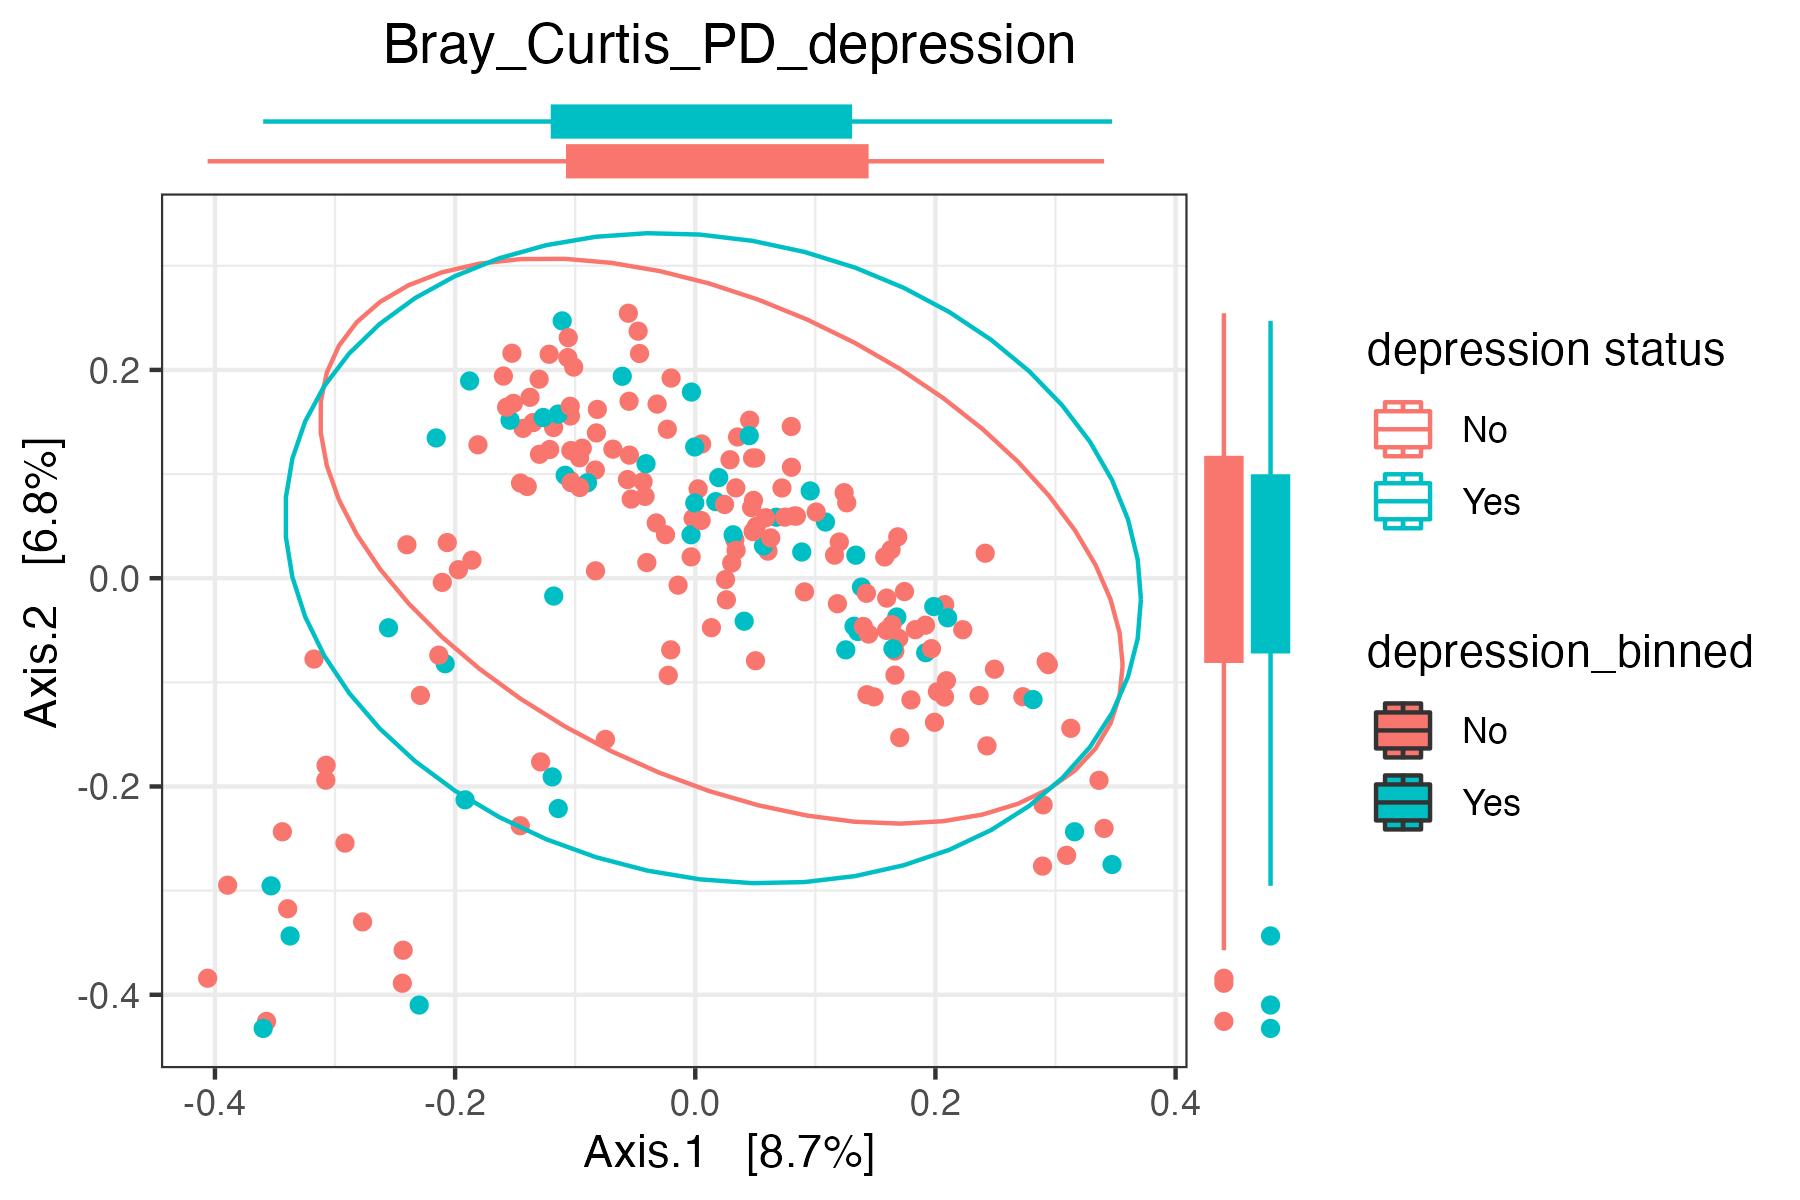 Bray_Curtis_PD_depression
0.2
0.0
-0.2
-0.4
Axis.2 [6.8%]
-0.4
-0.2
0.0
0.2
0.4
Axis.1 [8.7%]
depression status
No
Yes
depression_binned
No
Yes